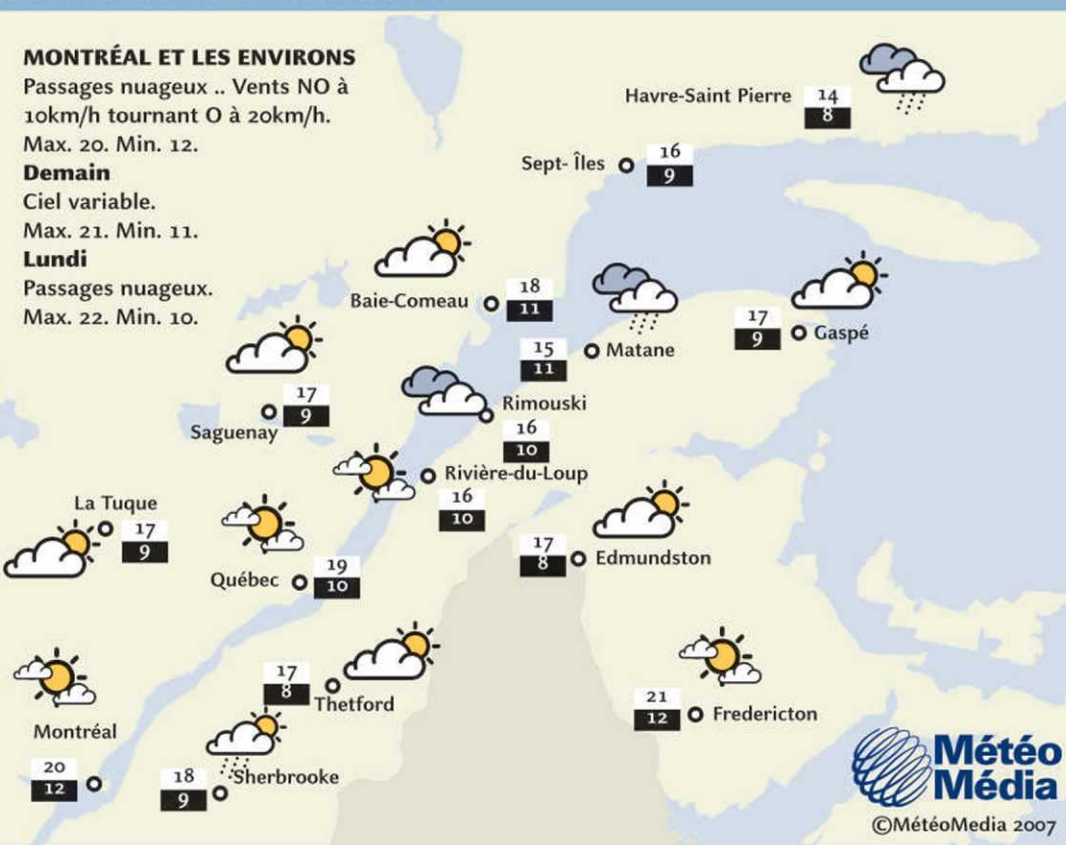 MONTRÉAL ET LES ENVIRONS
Passages nuageux .. Vents NO à
10km/h tournant O à 20km/h.
Max. 20. Min. 12.
Demain
Ciel variable.
Max. 21. Min. 11.
Lundi
Passages nuageux.
Max. 22. Min. 10.
Havre-Saint Pierre
14
8
Sept- Îles
16
9
Baie-Comeau
18
11
15
11
Matane
17
9
Gaspé
17
9
Saguenay
Rimouski
16
10
Rivière-du-Loup
16
10
La Tuque
17
9
Québec
19
10
17
8
Edmundston
17
8
Thetford
Montréal
20
12
18
9
Sherbrooke
21
12
Fredericton
Météo
Média
©MétéoMedia 2007